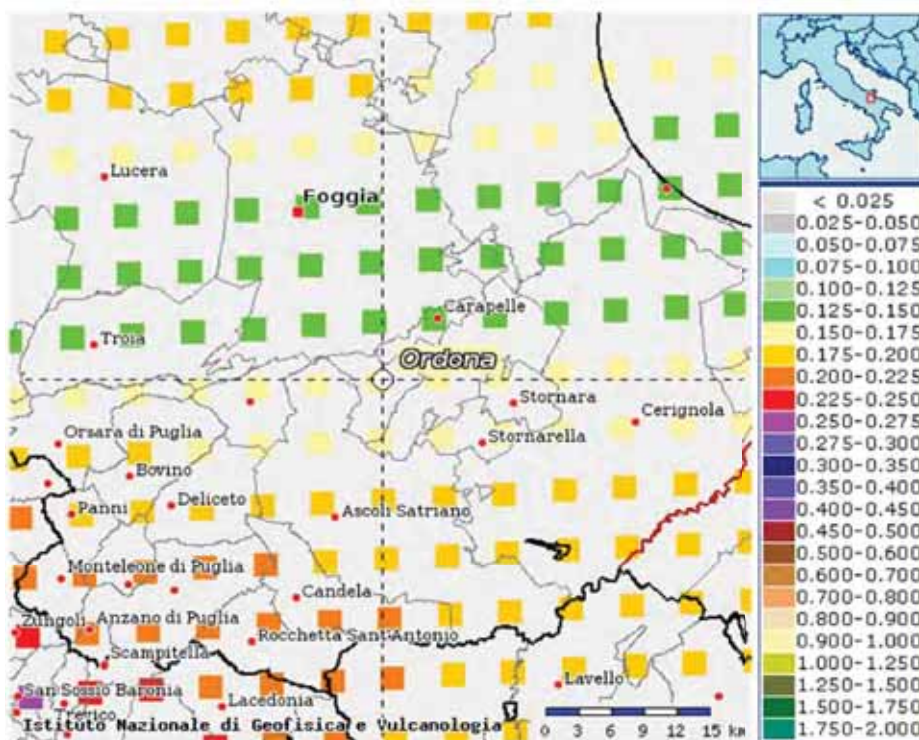 Lucera
Foggia
Carapelle
Troia
Ordona
Stornara
Cerignola
Orsara di Puglia
Stornarella
Bovino
Panni
Deliceto
Ascoli Satriano
Monteleone di Puglia
Candela
Zungoli
Anzano di Puglia
Rocchetta Sant'Antonio
Scampitella
Lavello
San Sossio Baronia
Trevico
Lacedonia
Istituto Nazionale di Geofisica e Vulcanologia
0 3 6 9 12 15 km
< 0.025
0.025-0.050
0.050-0.075
0.075-0.100
0.100-0.125
0.125-0.150
0.150-0.175
0.175-0.200
0.200-0.225
0.225-0.250
0.250-0.275
0.275-0.300
0.300-0.350
0.350-0.400
0.400-0.450
0.450-0.500
0.500-0.600
0.600-0.700
0.700-0.800
0.800-0.900
0.900-1.000
1.000-1.250
1.250-1.500
1.500-1.750
1.750-2.000